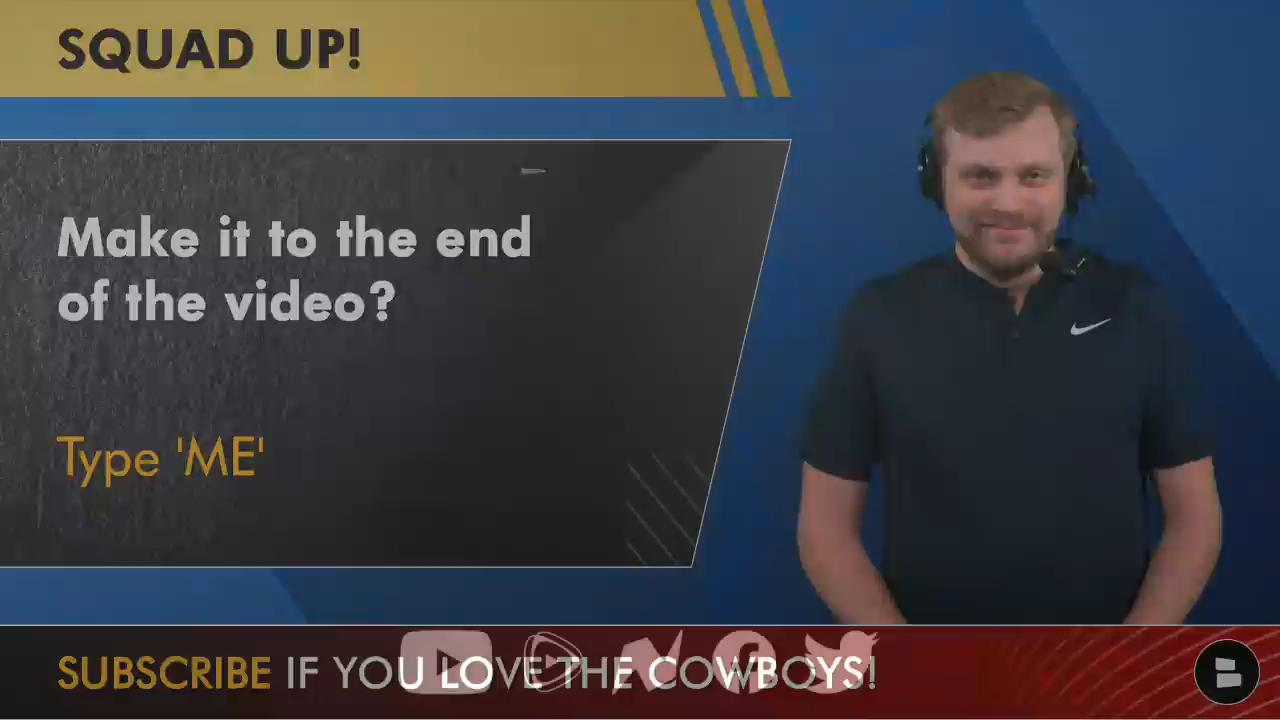 SQUAD UP!
Make it to the end
of the video?
Type 'ME'
SUBSCRIBE IF YOU LOVE THE COWBOYS!